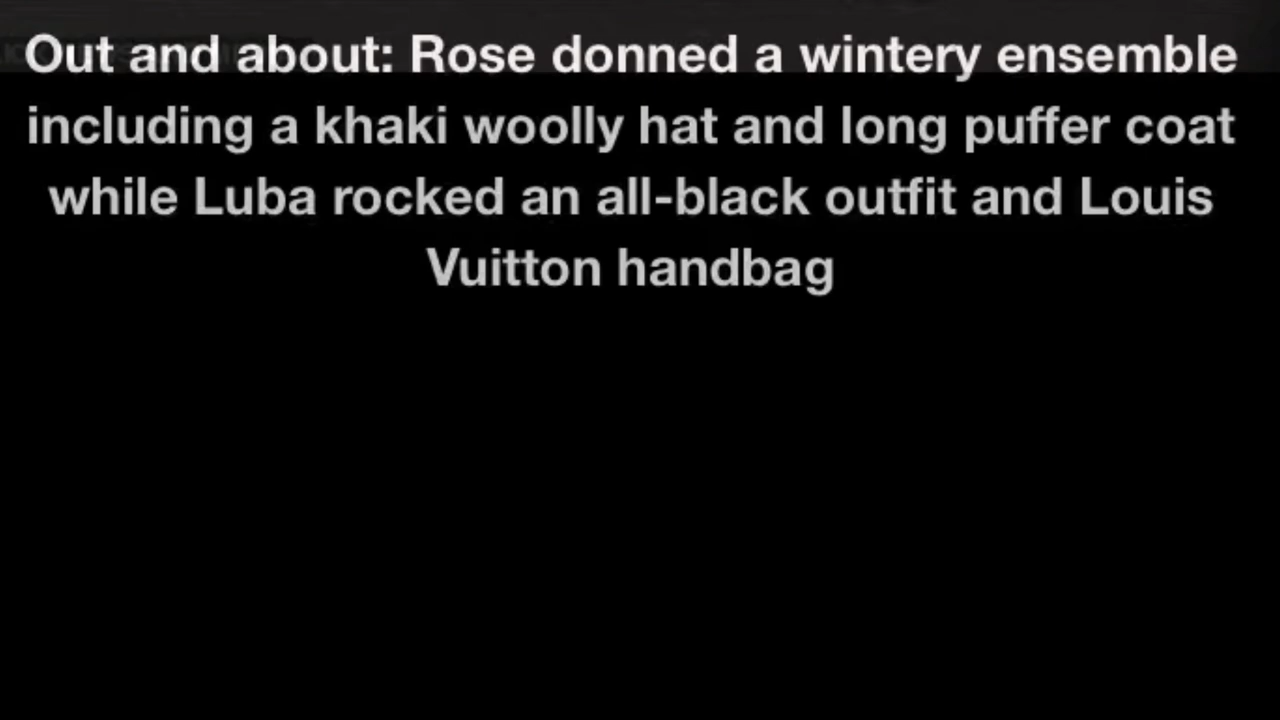 Out and about: Rose donned a wintery ensemble
including a khaki woolly hat and long puffer coat
while Luba rocked an all-black outfit and Louis
Vuitton handbag